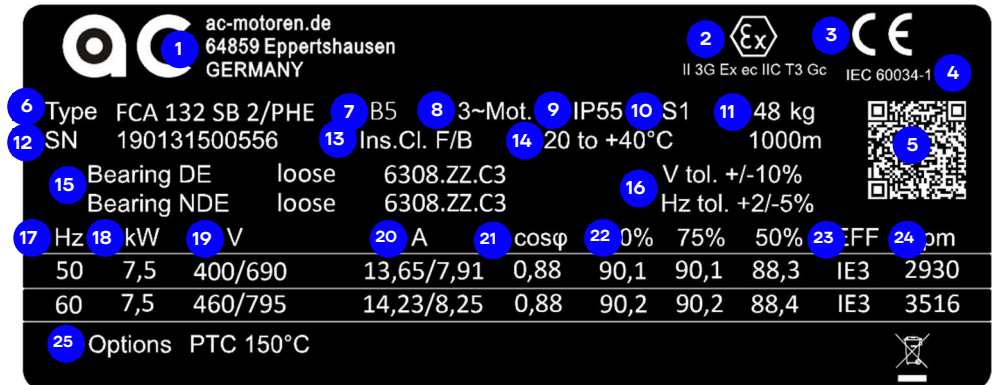 ac
1
ac-motoren.de
64859 Eppertshausen
GERMANY
2 Ex
II 3G Ex ec IIC T3 Gc
3 CE
IEC 60034-1 4
6 Type FCA 132 SB 2/PHE 7 B5 8 3~Mot. 9 IP55 10 S1 11 48 kg
12 SN 190131500556 13 Ins.Cl. F/B 14 20 to +40°C 1000m
5
15 Bearing DE loose 6308.ZZ.C3 16 V tol. +/-10%
Bearing NDE loose 6308.ZZ.C3 Hz tol. +2/-5%
17 Hz 18 kW 19 V 20 A 21 cosφ 22 0% 75% 50% 23 EFF 24 pm
50 7,5 400/690 13,65/7,91 0,88 90,1 90,1 88,3 IE3 2930
60 7,5 460/795 14,23/8,25 0,88 90,2 90,2 88,4 IE3 3516
25 Options PTC 150°C